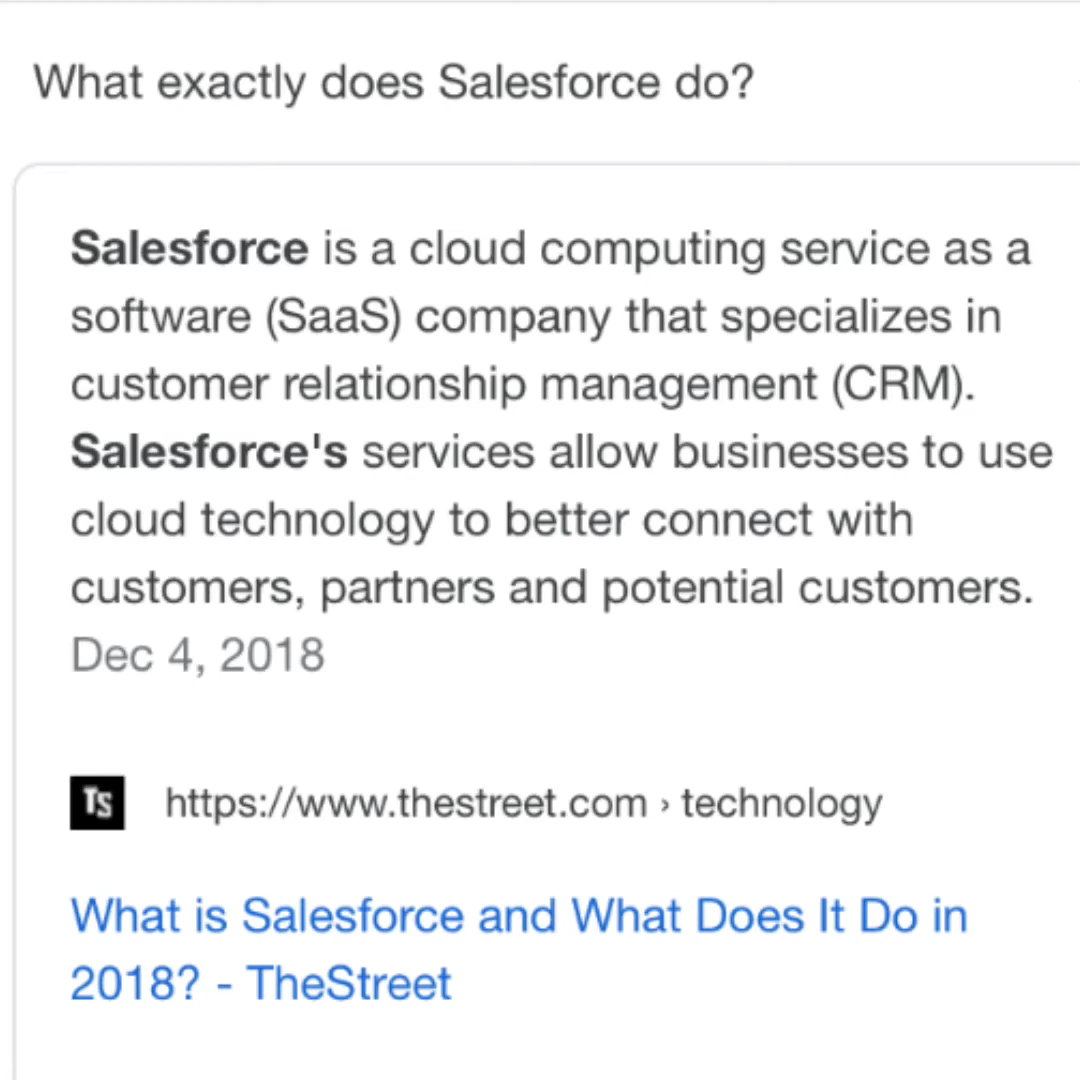 What exactly does Salesforce do?
Salesforce is a cloud computing service as a
software (SaaS) company that specializes in
customer relationship management (CRM).
Salesforce's services allow businesses to use
cloud technology to better connect with
customers, partners and potential customers.
Dec 4, 2018
TS https://www.thestreet.com › technology
What is Salesforce and What Does It Do in
2018? - TheStreet